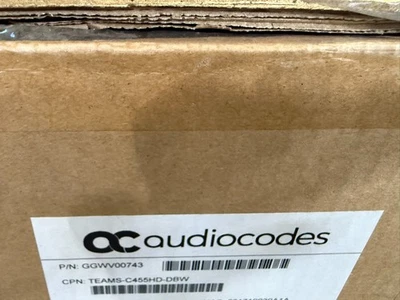 audiocodes
P/N: GGWV00743
CPN: TEAMS-C455HD-DBW